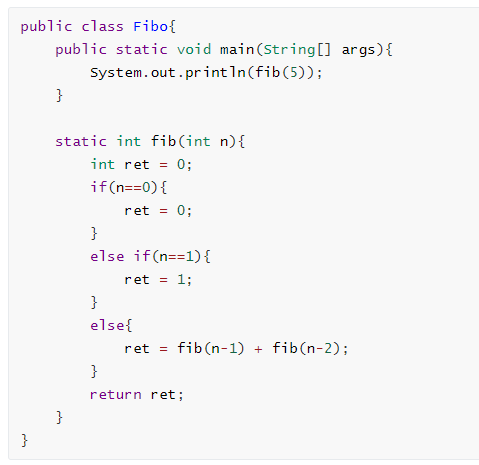 public class Fibo{
    public static void main(String[] args){
        System.out.println(fib(5));
    }

    static int fib(int n){
        int ret = 0;
        if(n==0){
            ret = 0;
        }
        else if(n==1){
            ret = 1;
        }
        else{
            ret = fib(n-1) + fib(n-2);
        }
        return ret;
    }
}